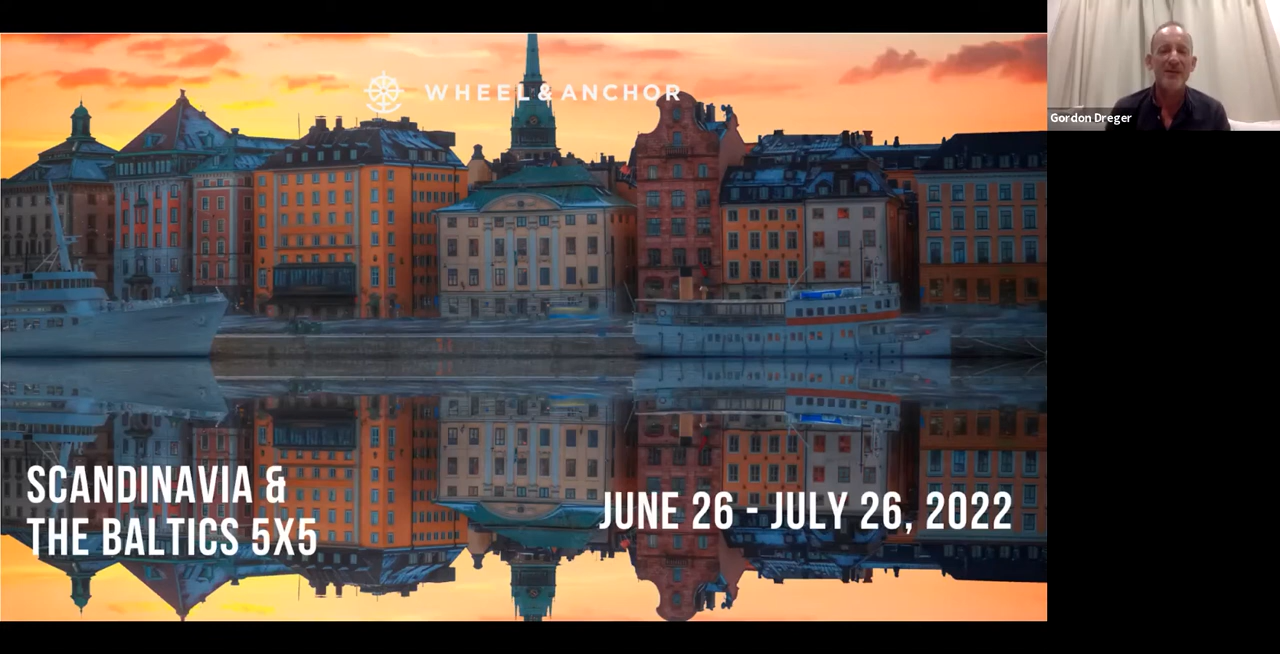 WHEEL & ANCHOR
Gordon Dreger
SCANDINAVIA &
THE BALTICS 5X5
JUNE 26 - JULY 26, 2022